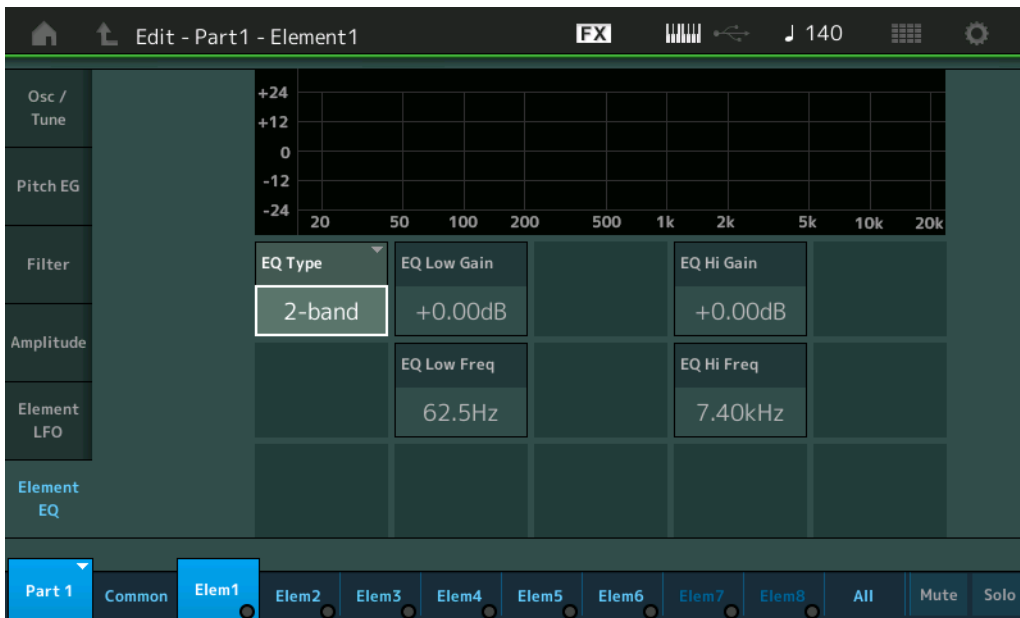 Edit - Part1 - Element1
FX
♩ 140
Osc /
Tune
Pitch EG
Filter
Amplitude
Element
LFO
Element
EQ
+24
+12
0
-12
-24
20 50 100 200 500 1k 2k 5k 10k 20k
EQ Type
2-band
EQ Low Gain
+0.00dB
EQ Hi Gain
+0.00dB
EQ Low Freq
62.5Hz
EQ Hi Freq
7.40kHz
Part 1 Common Elem1 Elem2 Elem3 Elem4 Elem5 Elem6 Elem7 Elem8 All Mute Solo